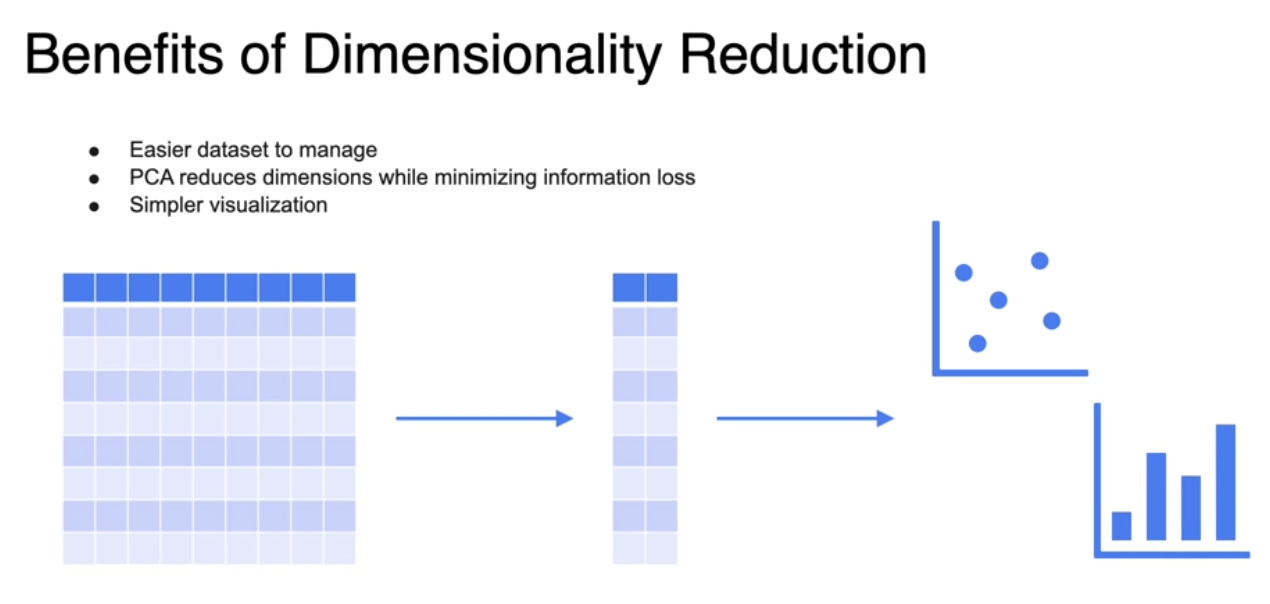 Benefits of Dimensionality Reduction
● Easier dataset to manage
● PCA reduces dimensions while minimizing information loss
● Simpler visualization